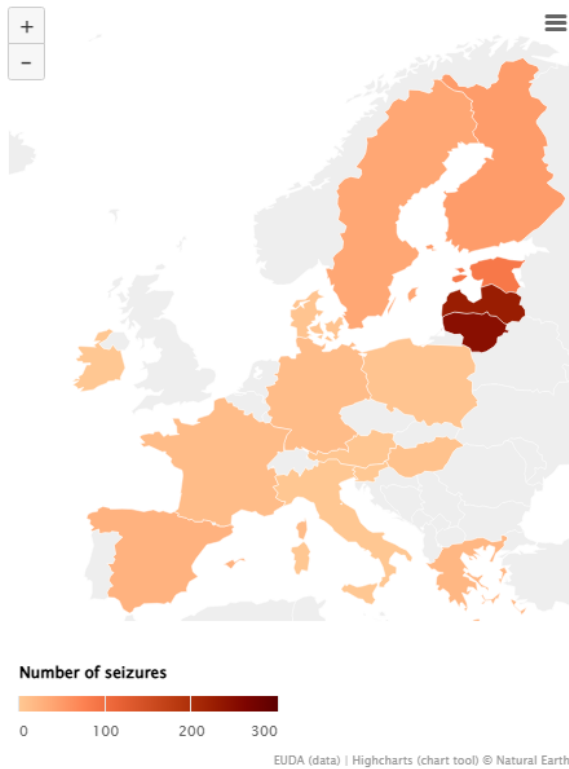 +
−
Number of seizures
0 100 200 300
EUDA (data) | Highcharts (chart tool) © Natural Earth